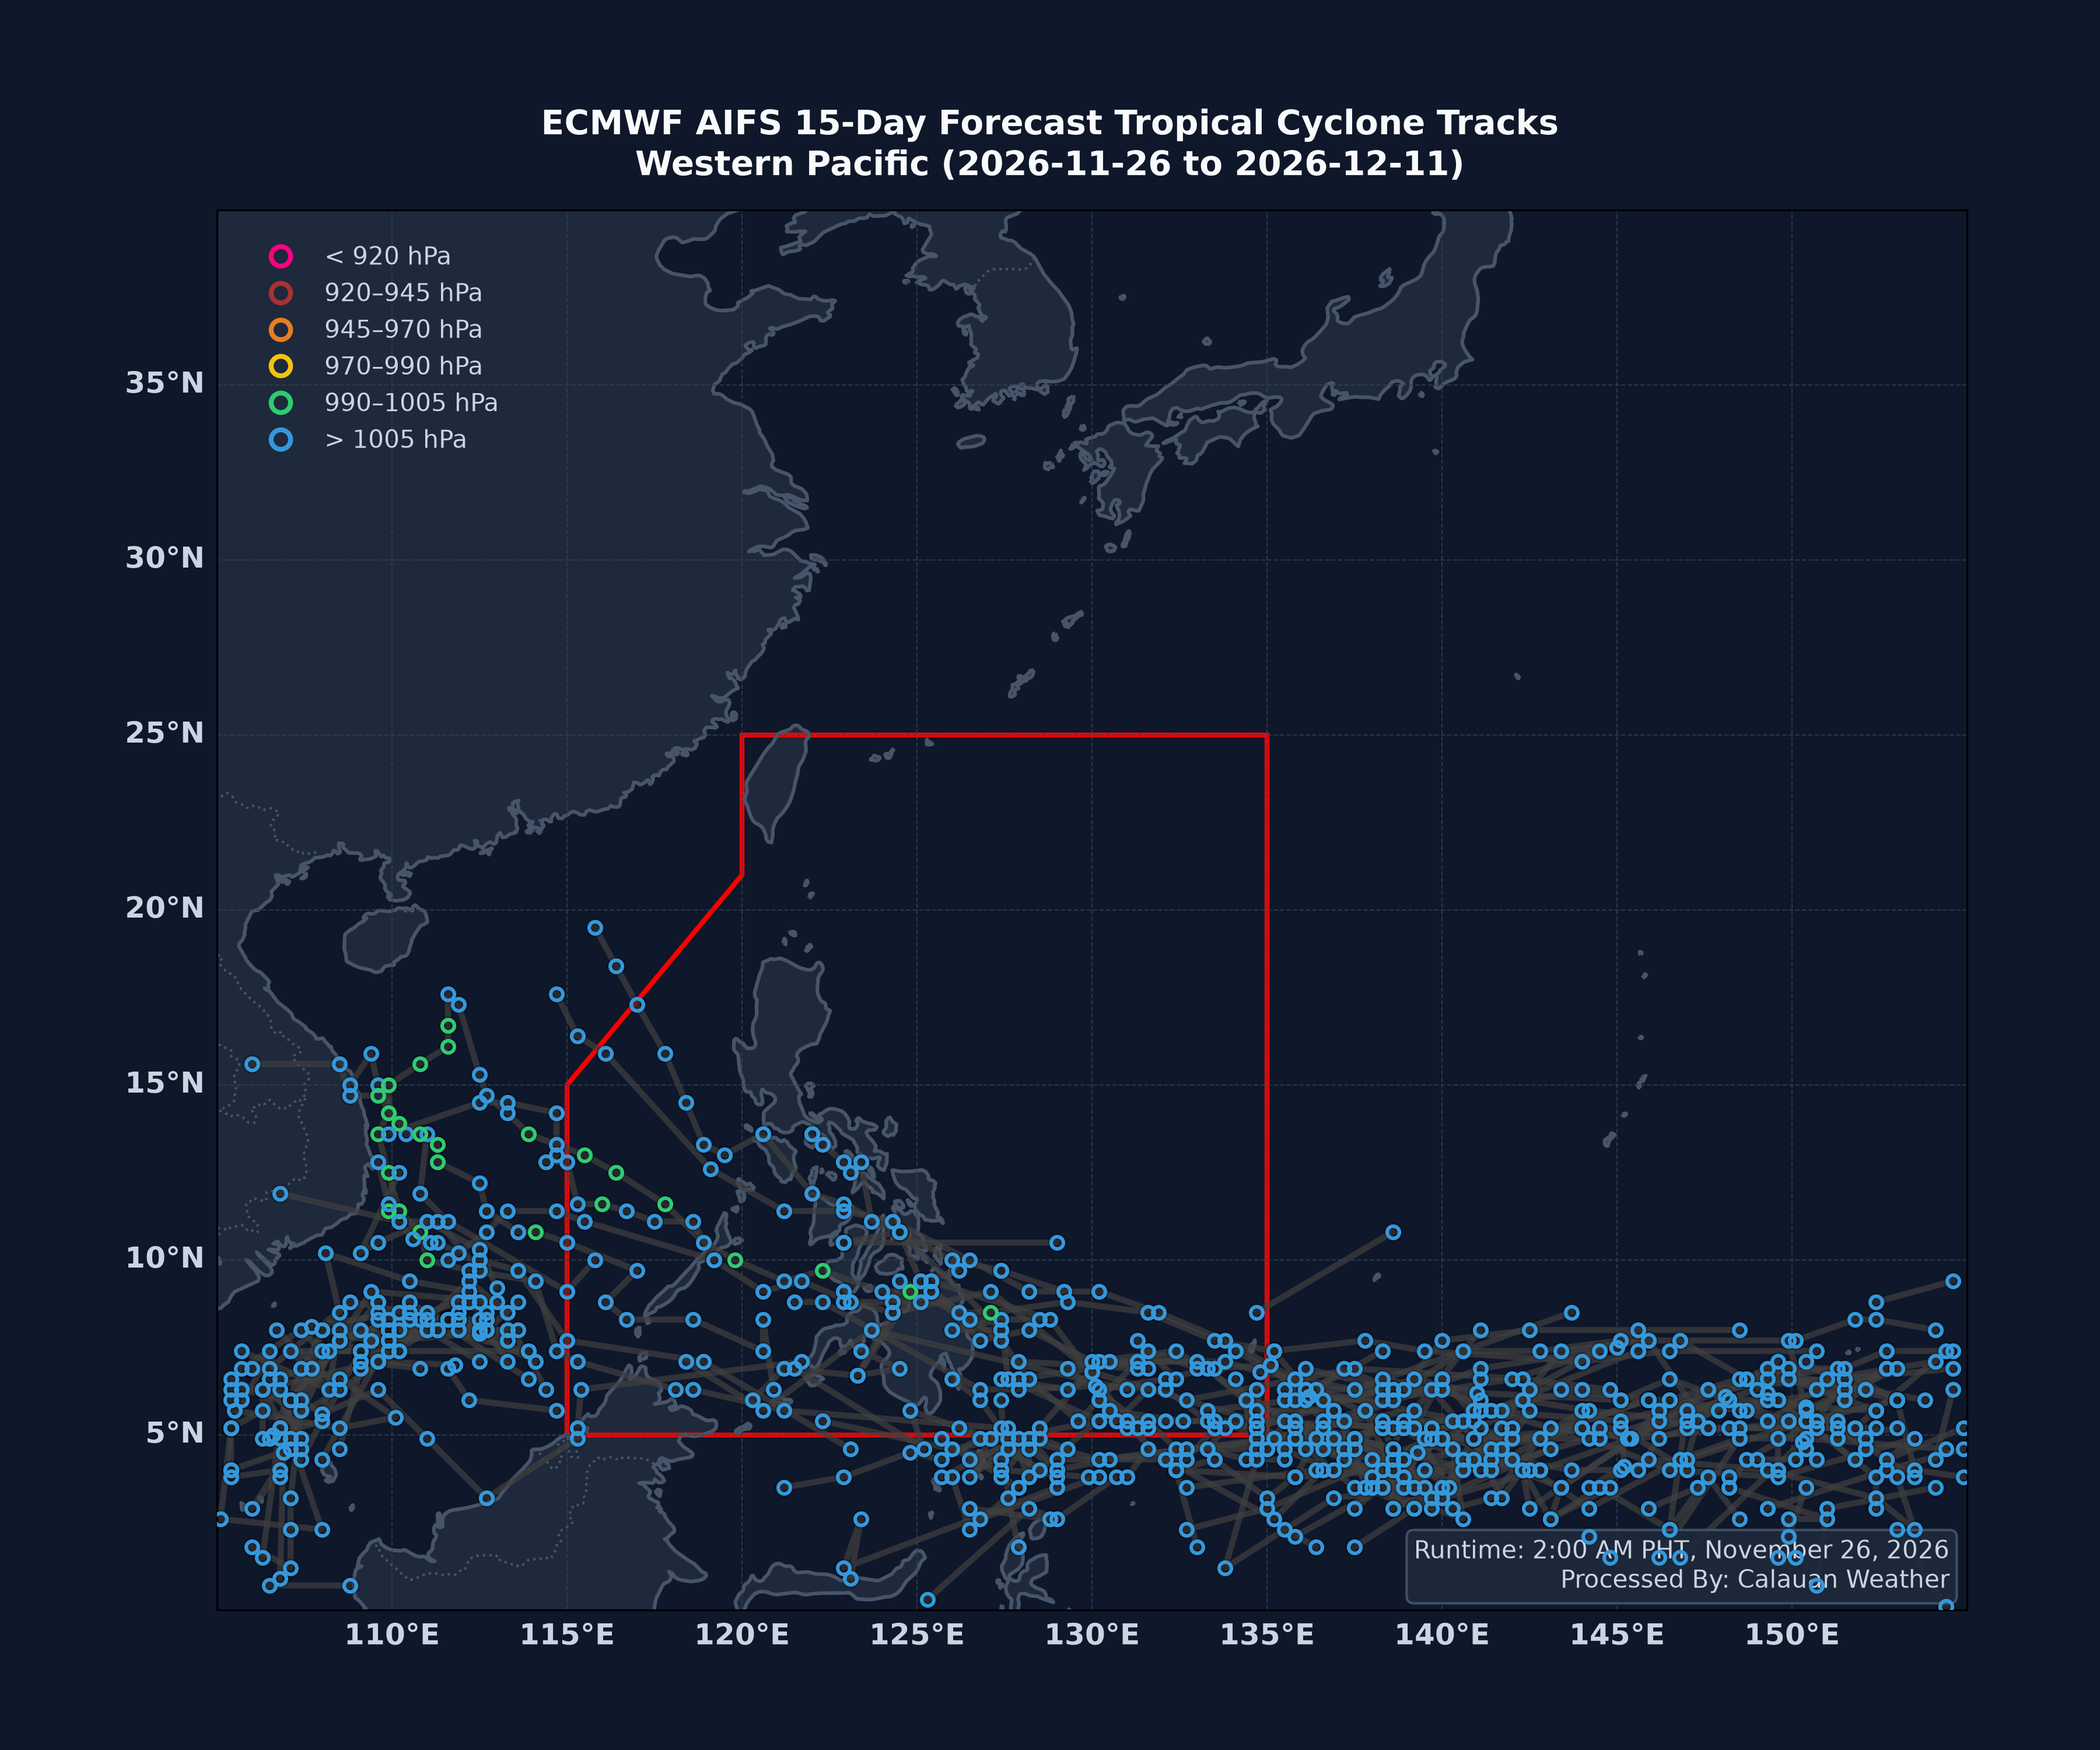 ECMWF AIFS 15-Day Forecast Tropical Cyclone Tracks
Western Pacific (2026-11-26 to 2026-12-11)
< 920 hPa
920–945 hPa
945–970 hPa
970–990 hPa
990–1005 hPa
> 1005 hPa
35°N
30°N
25°N
20°N
15°N
10°N
5°N
Runtime: 2:00 AM PHT, November 26, 2026
Processed By: Calauan Weather
110°E 115°E 120°E 125°E 130°E 135°E 140°E 145°E 150°E